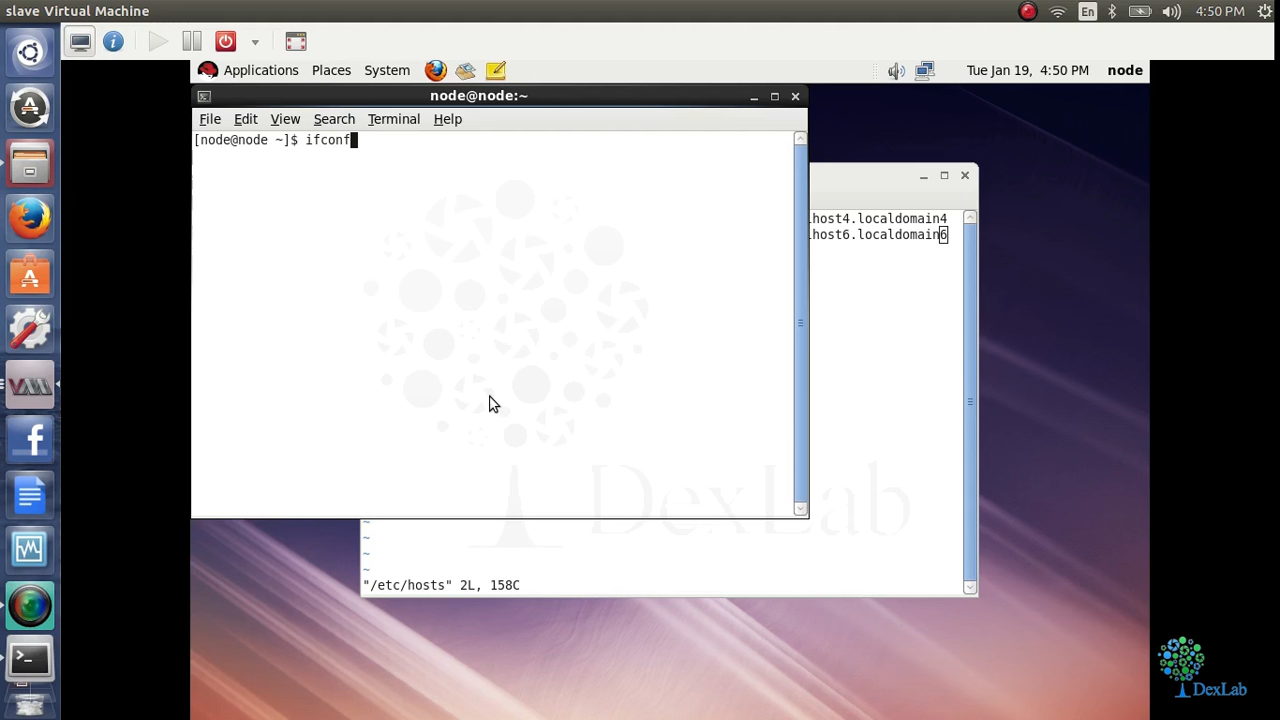 slave Virtual Machine
En
4:50 PM
Applications Places System
Tue Jan 19, 4:50 PM node
node@node:~
File Edit View Search Terminal Help
[node@node ~]$ ifconf
host4.localdomain4
host6.localdomain6
~
~
~
~
"/etc/hosts" 2L, 158C
DexLab
DexLab